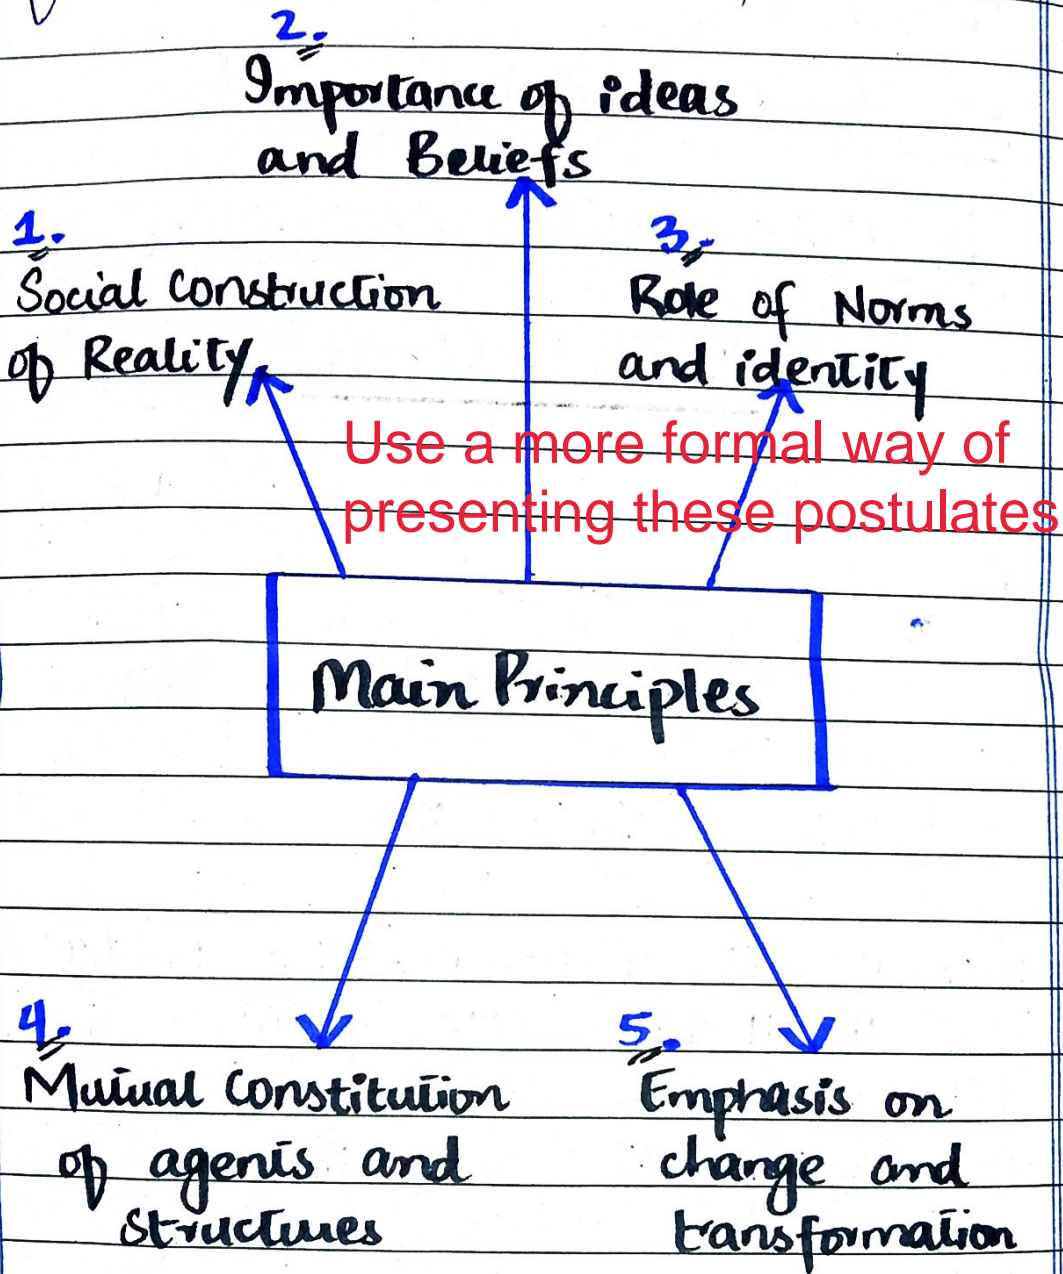 2.
Importance of ideas
and Beliefs
1.
Social Construction
of Reality
3.
Role of Norms
and identity
Use a more formal way of
presenting these postulates
Main Principles
4.
Mutual Constitution
of agents and
Structures
5.
Emphasis on
change and
transformation